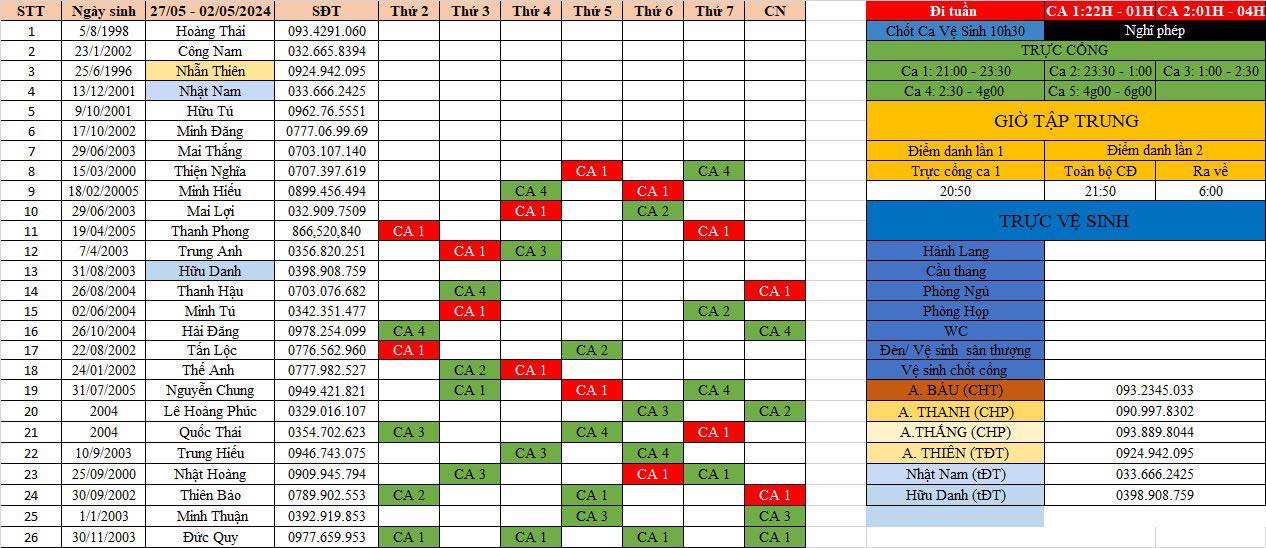 STT Ngày sinh 27/05 - 02/05/2024 SĐT Thứ 2 Thứ 3 Thứ 4 Thứ 5 Thứ 6 Thứ 7 CN Đi tuần CA 1:22H - 01H CA 2:01H - 04H
1 5/8/1998 Hoàng Thái 093.4291.060 Chốt Ca Vệ Sinh 10h30 Nghĩ phép
2 23/1/2002 Công Nam 032.665.8394 TRỰC CỔNG
3 25/6/1996 Nhẫn Thiên 0924.942.095 Ca 1: 21:00 - 23:30 Ca 2: 23:30 - 1:00 Ca 3: 1:00 - 2:30
4 13/12/2001 Nhật Nam 033.666.2425 Ca 4: 2:30 - 4g00 Ca 5: 4g00 - 6g00
5 9/10/2001 Hữu Tú 0962.76.5551 GIỜ TẬP TRUNG
6 17/10/2002 Minh Đăng 0777.06.99.69
7 29/06/2003 Mai Thắng 0703.107.140 Điểm danh lần 1 Điểm danh lần 2
8 15/03/2000 Thiện Nghĩa 0707.397.619 CA 1 CA 4 Trực cổng ca 1 Toàn bộ CĐ Ra về
9 18/02/20005 Minh Hiếu 0899.456.494 CA 4 CA 1 20:50 21:50 6:00
10 29/06/2003 Mai Lợi 032.909.7509 CA 1 CA 2 TRỰC VỆ SINH
11 19/04/2005 Thanh Phong 866,520,840 CA 1 CA 1
12 7/4/2003 Trung Anh 0356.820.251 CA 1 CA 3 Hành Lang
13 31/08/2003 Hữu Danh 0398.908.759 Cầu thang
14 26/08/2004 Thanh Hậu 0703.076.682 CA 4 CA 1 Phòng Ngủ
15 02/06/2004 Minh Tú 0342.351.477 CA 1 CA 2 Phòng Họp
16 26/10/2004 Hải Đăng 0978.254.099 CA 4 CA 4 WC
17 22/08/2002 Tấn Lộc 0776.562.960 CA 1 CA 2 Đèn/ Vệ sinh sân thượng
18 24/01/2002 Thế Anh 0777.982.527 CA 2 CA 1 Vệ sinh chốt cổng
19 31/07/2005 Nguyễn Chung 0949.421.821 CA 1 CA 1 CA 4 A. BẢU (CHT) 093.2345.033
20 2004 Lê Hoàng Phúc 0329.016.107 CA 3 CA 2 A. THANH (CHP) 090.997.8302
21 2004 Quốc Thái 0354.702.623 CA 3 CA 4 CA 1 A.THẮNG (CHP) 093.889.8044
22 10/9/2003 Trung Hiếu 0946.743.075 CA 3 CA 4 A. THIÊN (TĐT) 0924.942.095
23 25/09/2000 Nhật Hoàng 0909.945.794 CA 3 CA 1 CA 1 Nhật Nam (tĐT) 033.666.2425
24 30/09/2002 Thiên Bảo 0789.902.553 CA 2 CA 1 CA 1 Hữu Danh (tĐT) 0398.908.759
25 1/1/2003 Minh Thuận 0392.919.853 CA 3 CA 3
26 30/11/2003 Đức Quy 0977.659.953 CA 1 CA 1 CA 1 CA 1